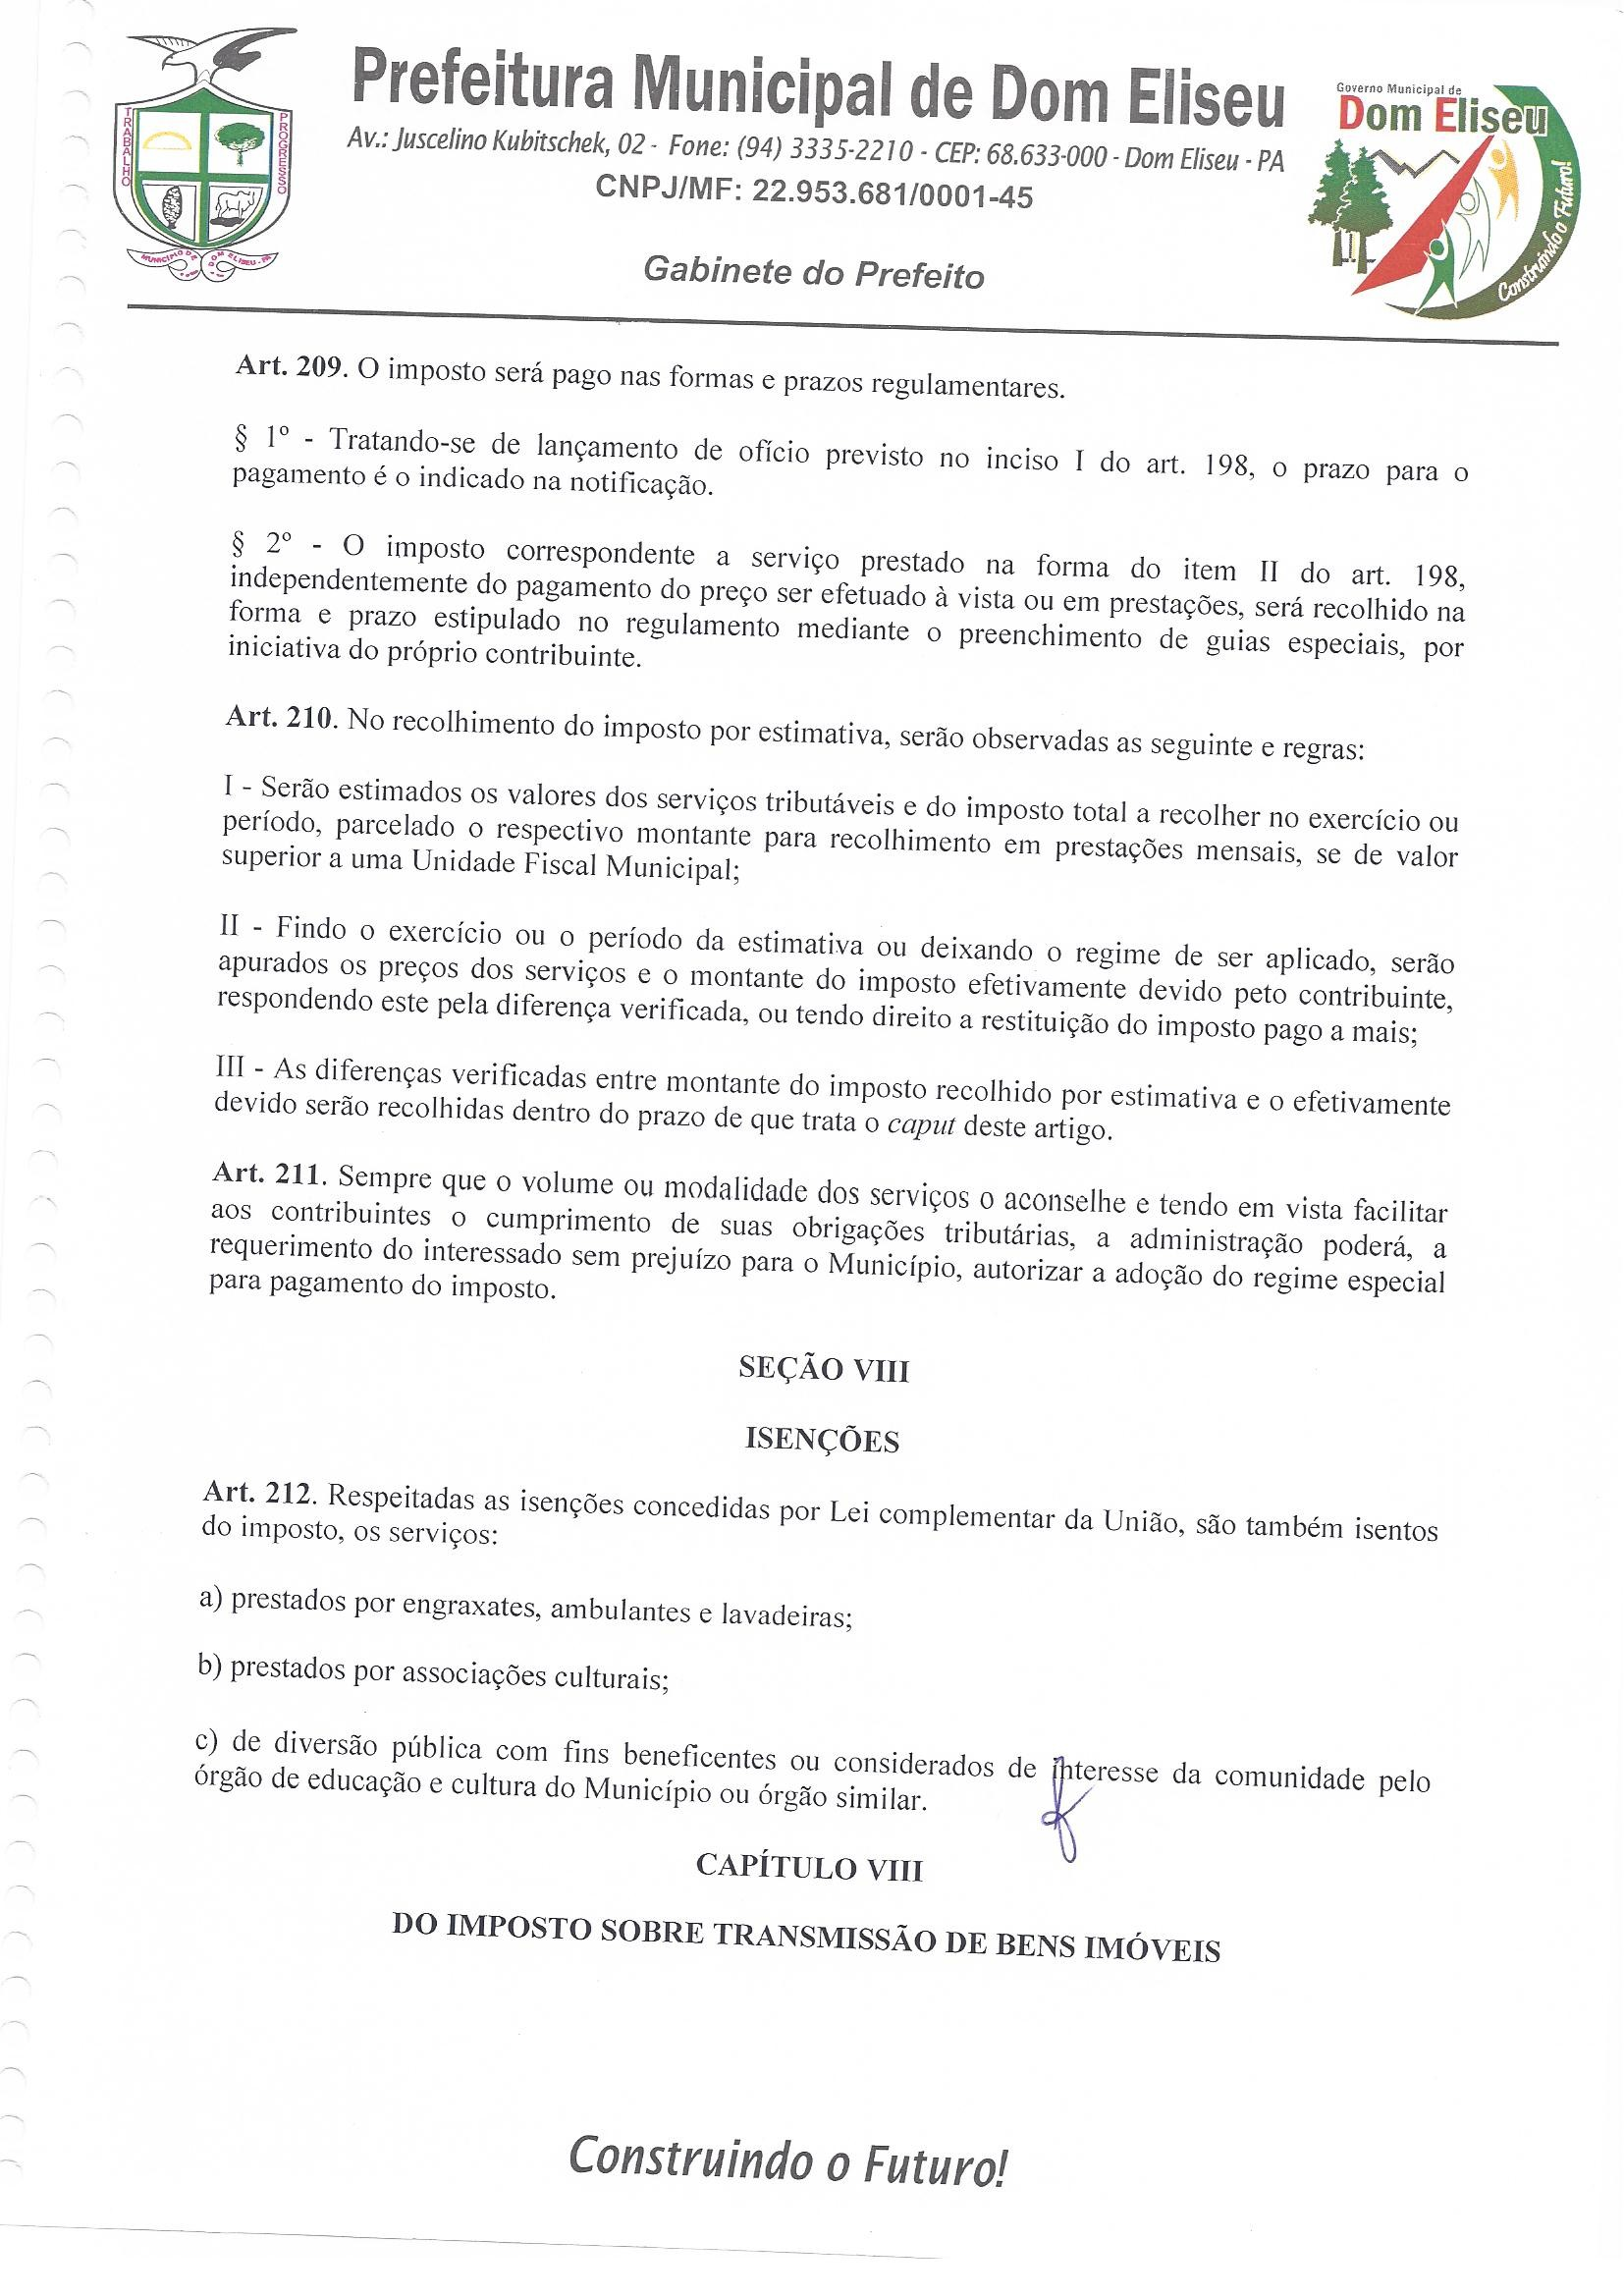 TRABALHO
PROGRESSO
MUNICÍPIO DE DOM ELISEU - PA
Prefeitura Municipal de Dom Eliseu
Av.: Juscelino Kubitschek, 02 - Fone: (94) 3335-2210 - CEP: 68.633-000 - Dom Eliseu - PA
CNPJ/MF: 22.953.681/0001-45
Gabinete do Prefeito
Governo Municipal de
Dom Eliseu
Construindo o Futuro!
Art. 209. O imposto será pago nas formas e prazos regulamentares.
§ 1º - Tratando-se de lançamento de ofício previsto no inciso I do art. 198, o prazo para o
pagamento é o indicado na notificação.
§ 2º - O imposto correspondente a serviço prestado na forma do item II do art. 198,
independentemente do pagamento do preço ser efetuado à vista ou em prestações, será recolhido na
forma e prazo estipulado no regulamento mediante o preenchimento de guias especiais, por
iniciativa do próprio contribuinte.
Art. 210. No recolhimento do imposto por estimativa, serão observadas as seguinte e regras:
I - Serão estimados os valores dos serviços tributáveis e do imposto total a recolher no exercício ou
período, parcelado o respectivo montante para recolhimento em prestações mensais, se de valor
superior a uma Unidade Fiscal Municipal;
II - Findo o exercício ou o período da estimativa ou deixando o regime de ser aplicado, serão
apurados os preços dos serviços e o montante do imposto efetivamente devido peto contribuinte,
respondendo este pela diferença verificada, ou tendo direito a restituição do imposto pago a mais;
III - As diferenças verificadas entre montante do imposto recolhido por estimativa e o efetivamente
devido serão recolhidas dentro do prazo de que trata o caput deste artigo.
Art. 211. Sempre que o volume ou modalidade dos serviços o aconselhe e tendo em vista facilitar
aos contribuintes o cumprimento de suas obrigações tributárias, a administração poderá, a
requerimento do interessado sem prejuízo para o Município, autorizar a adoção do regime especial
para pagamento do imposto.
SEÇÃO VIII
ISENÇÕES
Art. 212. Respeitadas as isenções concedidas por Lei complementar da União, são também isentos
do imposto, os serviços:
a) prestados por engraxates, ambulantes e lavadeiras;
b) prestados por associações culturais;
c) de diversão pública com fins beneficentes ou considerados de interesse da comunidade pelo
órgão de educação e cultura do Município ou órgão similar.
CAPÍTULO VIII
DO IMPOSTO SOBRE TRANSMISSÃO DE BENS IMÓVEIS
Construindo o Futuro!